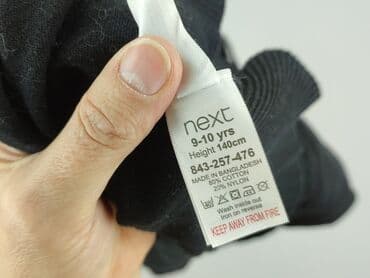 next
9-10 yrs
Height 140cm
843-257-476
MADE IN BANGLADESH
80% COTTON
20% NYLON
Wash inside out
Iron on reverse
KEEP AWAY FROM FIRE